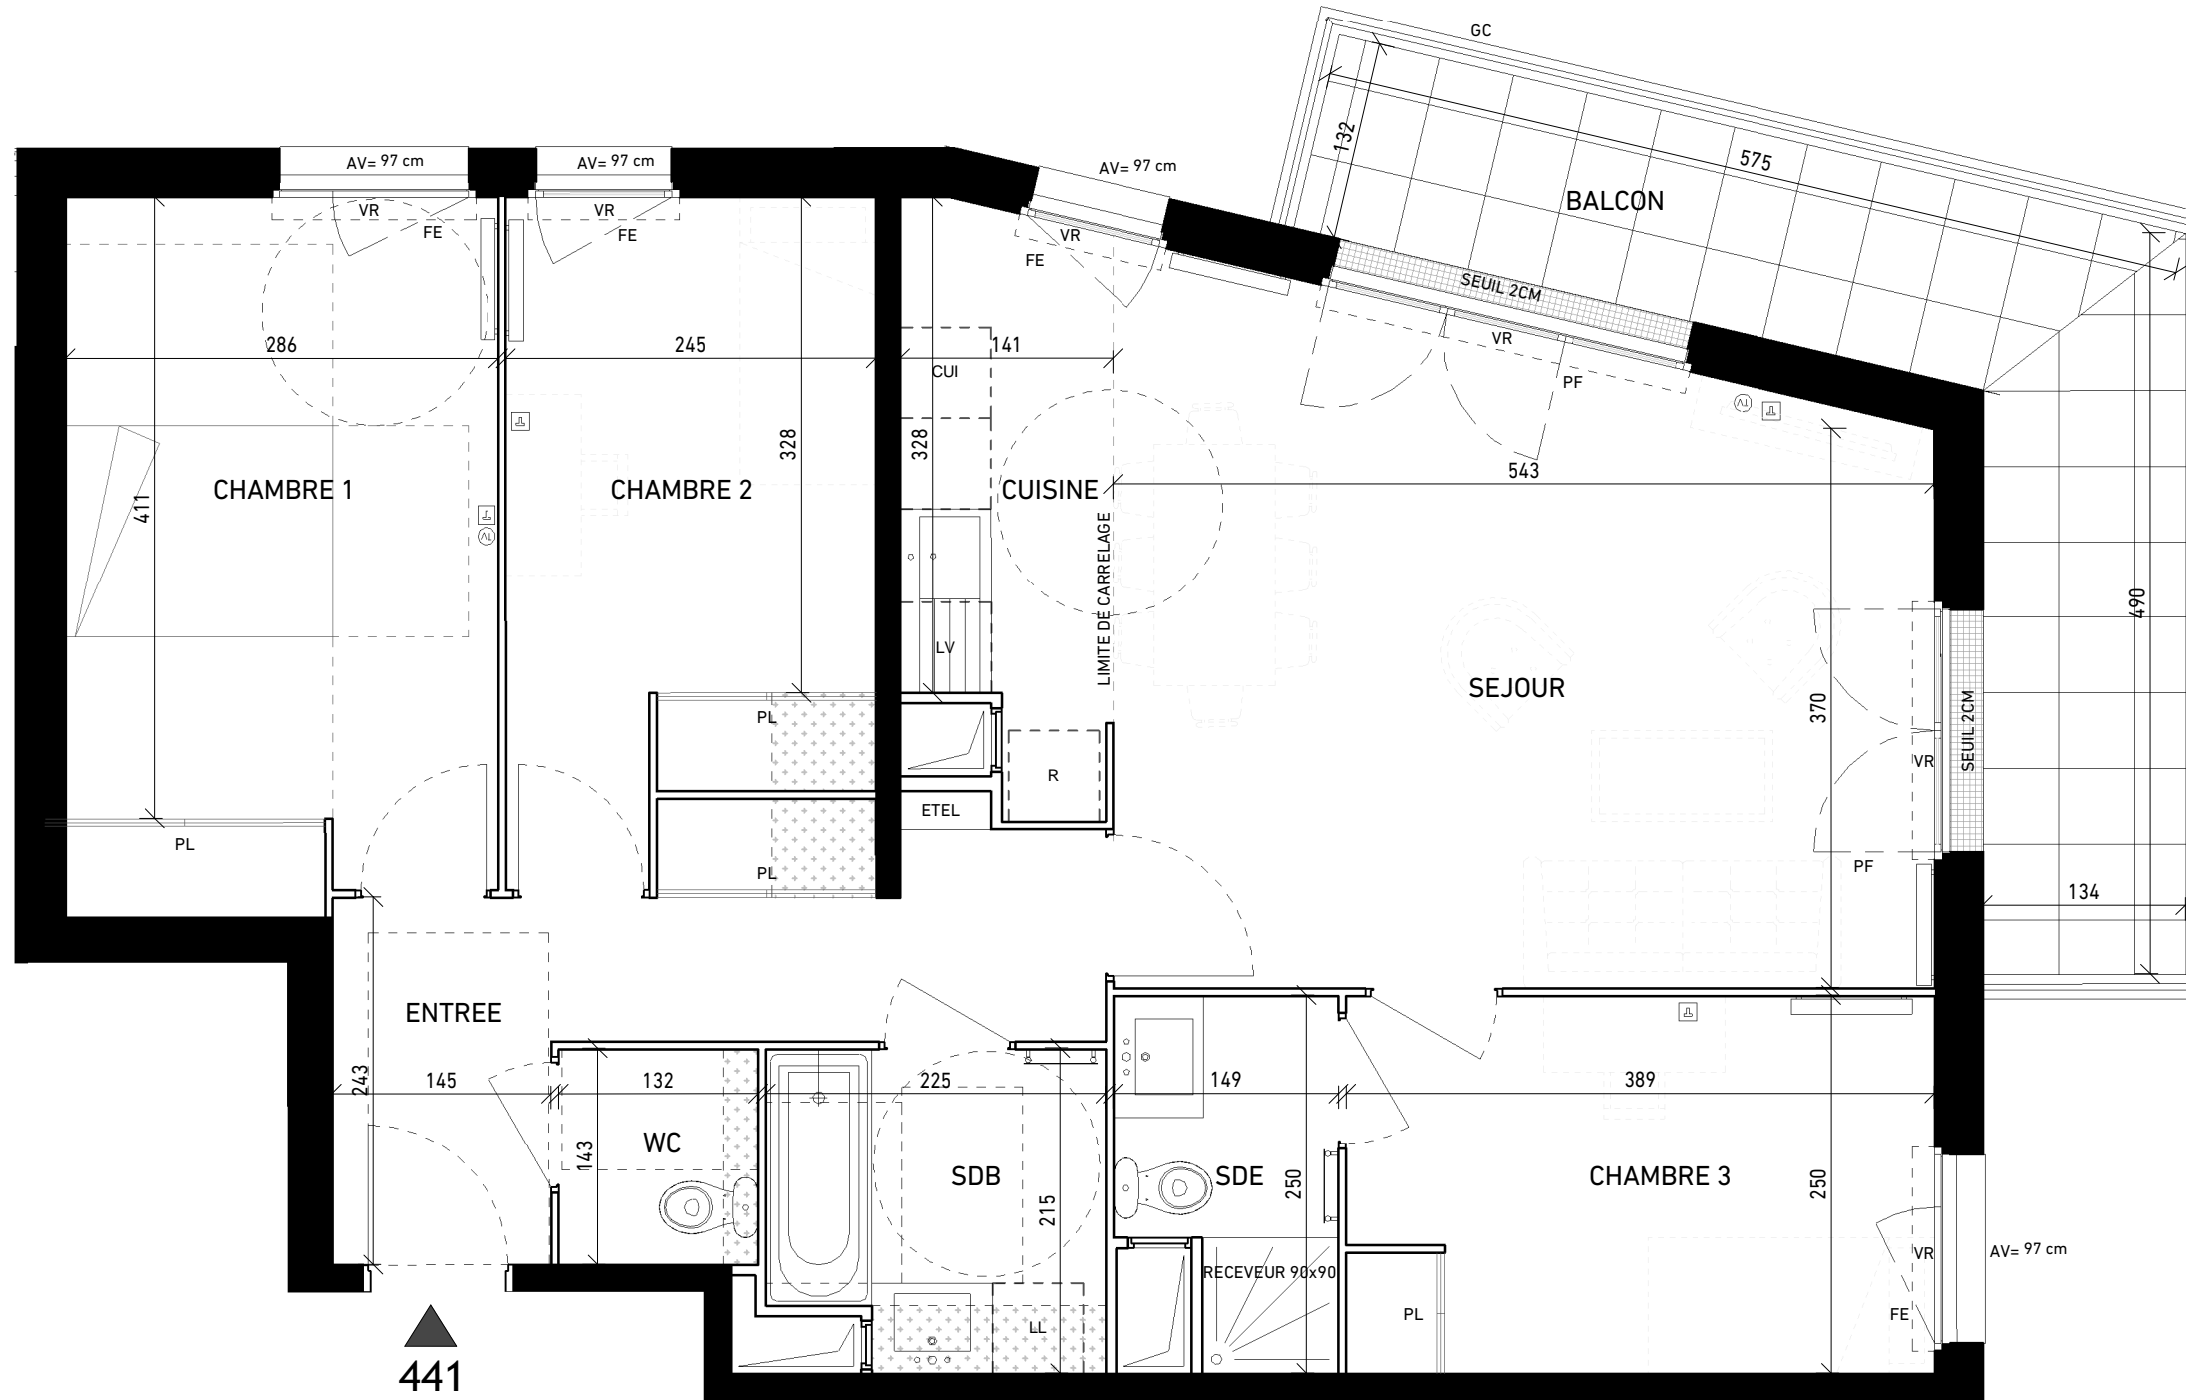 GC
AV= 97 cm
AV= 97 cm
AV= 97 cm
132
575
BALCON
VR
VR
VR
FE
FE
FE
SEUIL 2CM
VR
PF
286
245
141
CUI
TV
T
T
328
328
543
CHAMBRE 1
CHAMBRE 2
CUISINE
411
T
TV
LIMITE DE CARRELAGE
490
LV
SEJOUR
370
PL
SEUIL 2CM
VR
R
ETEL
PL
PL
PF
134
ENTREE
T
243
145
132
225
149
389
WC
143
SDB
SDE
CHAMBRE 3
215
250
250
VR
AV= 97 cm
RECEVEUR 90x90
PL
FE
LL
441